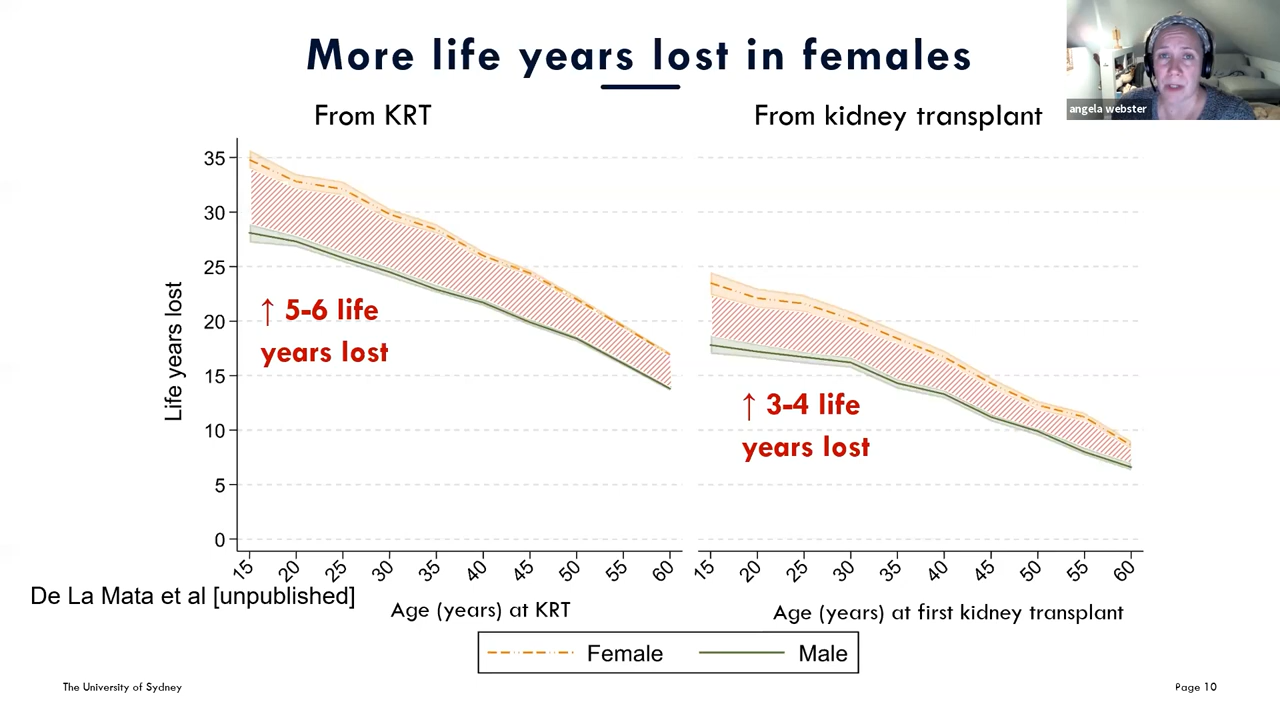 More life years lost in females
angela webster
From KRT
From kidney transplant
Life years lost
35
30
25
20
15
10
5
0
↑ 5-6 life
years lost
↑ 3-4 life
years lost
15 20 25 30 35 40 45 50 55 60
15 20 25 30 35 40 45 50 55 60
De La Mata et al [unpublished]
Age (years) at KRT
Age (years) at first kidney transplant
Female
Male
The University of Sydney
Page 10